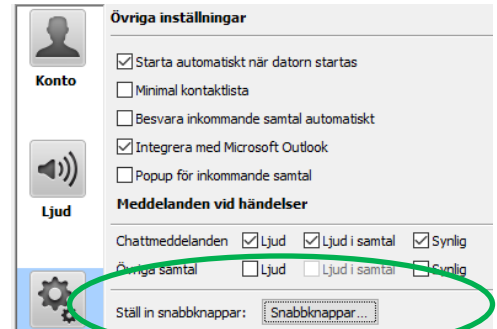 Övriga inställningar
Starta automatiskt när datorn startas
Konto
Minimal kontaktlista
Besvara inkommande samtal automatiskt
Integrera med Microsoft Outlook
Popup för inkommande samtal
Ljud
Meddelanden vid händelser
Chattmeddelanden Ljud Ljud i samtal Synlig
Övriga samtal Ljud Ljud i samtal Synlig
Ställ in snabbknappar: Snabbknappar...